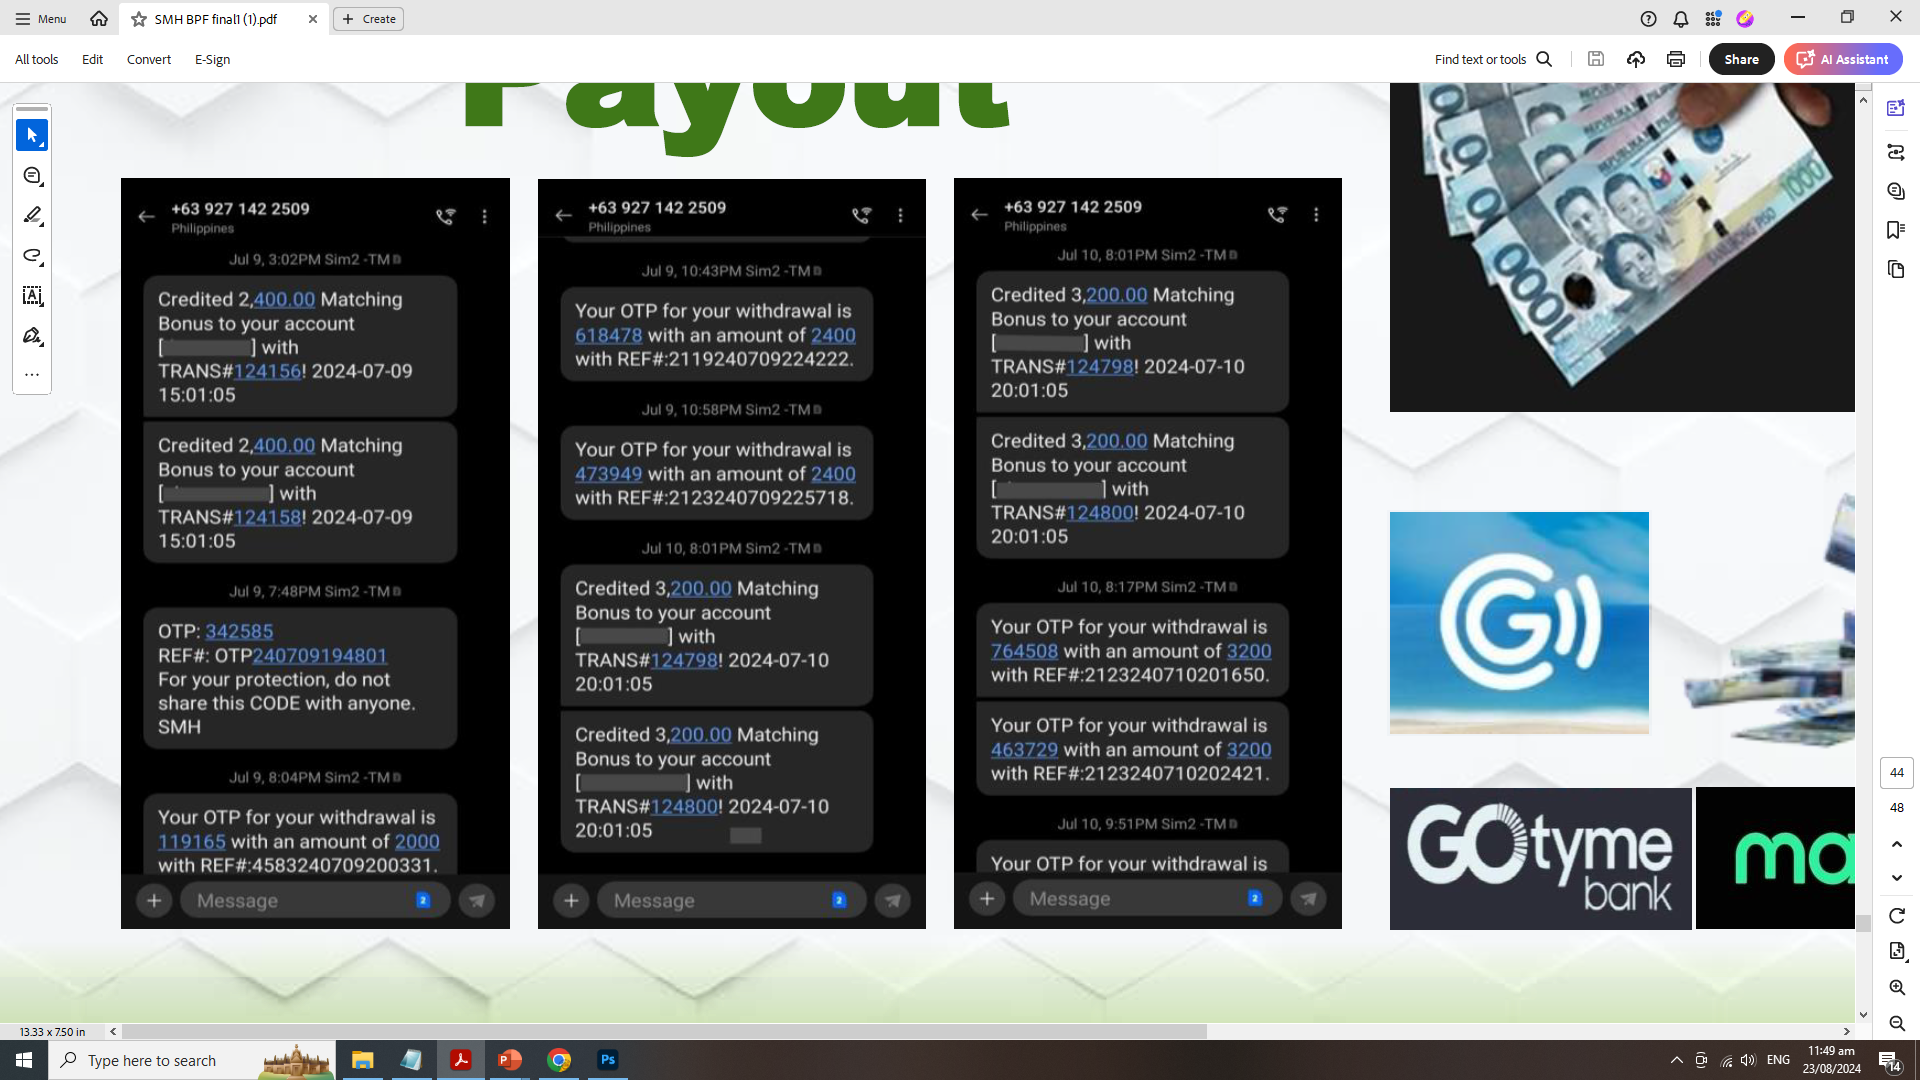 Menu
SMH BPF final1 (1).pdf
Create
All tools
Edit
Convert
E-Sign
Find text or tools
Share
AI Assistant
Payout
+63 927 142 2509
Philippines
Jul 9, 3:02PM Sim2 -TM
Credited 2,400.00 Matching
Bonus to your account
[ ] with
TRANS#124156! 2024-07-09
15:01:05
Credited 2,400.00 Matching
Bonus to your account
[ ] with
TRANS#124158! 2024-07-09
15:01:05
Jul 9, 7:48PM Sim2 -TM
OTP: 342585
REF#: OTP240709194801
For your protection, do not
share this CODE with anyone.
SMH
Jul 9, 8:04PM Sim2 -TM
Your OTP for your withdrawal is
119165 with an amount of 2000
with REF#:4583240709200331.
Message
2
+63 927 142 2509
Philippines
Jul 9, 10:43PM Sim2 -TM
Your OTP for your withdrawal is
618478 with an amount of 2400
with REF#:2119240709224222.
Jul 9, 10:58PM Sim2 -TM
Your OTP for your withdrawal is
473949 with an amount of 2400
with REF#:2123240709225718.
Jul 10, 8:01PM Sim2 -TM
Credited 3,200.00 Matching
Bonus to your account
[ ] with
TRANS#124798! 2024-07-10
20:01:05
Credited 3,200.00 Matching
Bonus to your account
[ ] with
TRANS#124800! 2024-07-10
20:01:05
Message
2
+63 927 142 2509
Philippines
Jul 10, 8:01PM Sim2 -TM
Credited 3,200.00 Matching
Bonus to your account
[ ] with
TRANS#124798! 2024-07-10
20:01:05
Credited 3,200.00 Matching
Bonus to your account
[ ] with
TRANS#124800! 2024-07-10
20:01:05
Jul 10, 8:17PM Sim2 -TM
Your OTP for your withdrawal is
764508 with an amount of 3200
with REF#:2123240710201650.
Your OTP for your withdrawal is
463729 with an amount of 3200
with REF#:2123240710202421.
Jul 10, 9:51PM Sim2 -TM
Your OTP for your withdrawal is
Message
2
1000
1000
GOtyme
bank
ma
44
48
13.33 x 7.50 in
Type here to search
Ps
ENG
11:49 am
23/08/2024
14